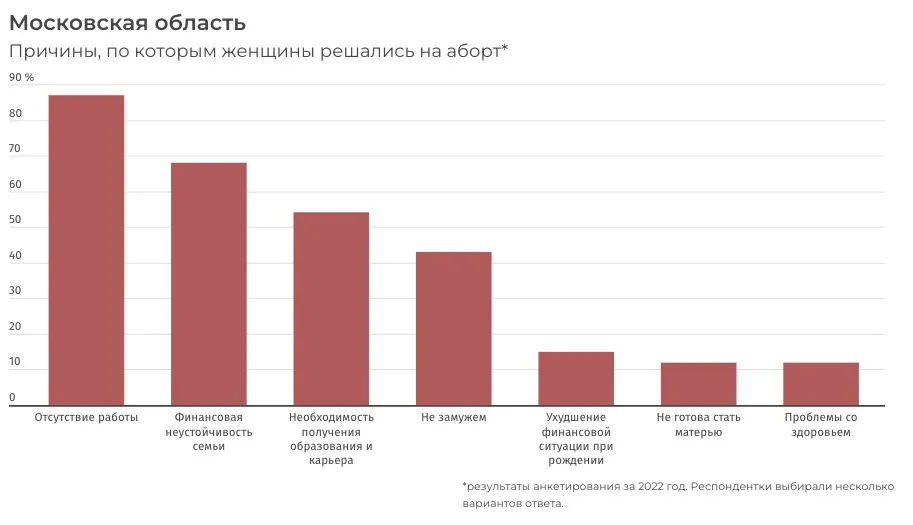 Московская область
Причины, по которым женщины решались на аборт*
90 %
80
70
60
50
40
30
20
10
0
Отсутствие работы
Финансовая
неустойчивость
семьи
Необходимость
получения
образования и
карьера
Не замужем
Ухудшение
финансовой
ситуации при
рождении
Не готова стать
матерью
Проблемы со
здоровьем
*результаты анкетирования за 2022 год. Респондентки выбирали несколько
вариантов ответа.